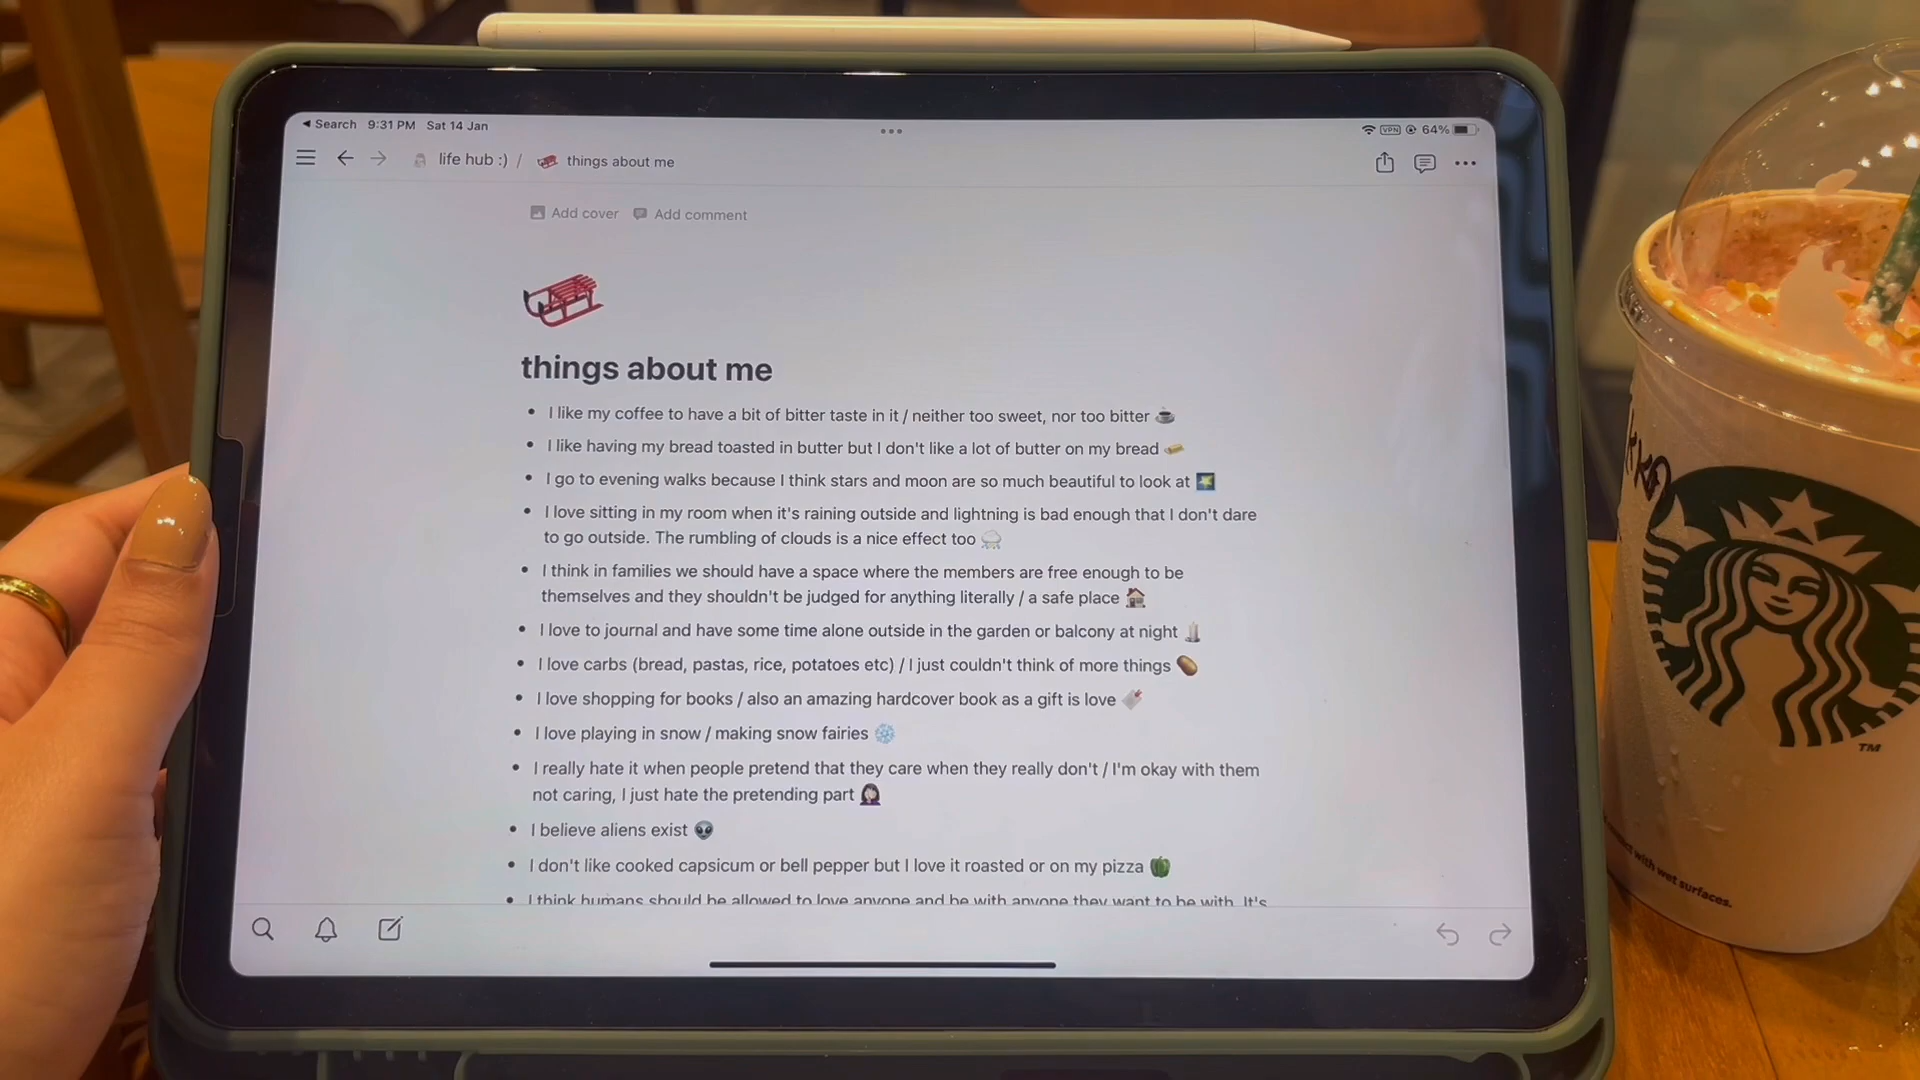 Search 9:31 PM Sat 14 Jan
VPN 64%
life hub :) / things about me
Add cover Add comment
things about me
• I like my coffee to have a bit of bitter taste in it / neither too sweet, nor too bitter ☕
• I like having my bread toasted in butter but I don't like a lot of butter on my bread 🧈
• I go to evening walks because I think stars and moon are so much beautiful to look at 🌠
• I love sitting in my room when it's raining outside and lightning is bad enough that I don't dare
to go outside. The rumbling of clouds is a nice effect too 🌧
• I think in families we should have a space where the members are free enough to be
themselves and they shouldn't be judged for anything literally / a safe place 🏠
• I love to journal and have some time alone outside in the garden or balcony at night 🕯
• I love carbs (bread, pastas, rice, potatoes etc) / I just couldn't think of more things 🥔
• I love shopping for books / also an amazing hardcover book as a gift is love
• I love playing in snow / making snow fairies ❄
• I really hate it when people pretend that they care when they really don't / I'm okay with them
not caring, I just hate the pretending part
• I believe aliens exist 👽
• I don't like cooked capsicum or bell pepper but I love it roasted or on my pizza 🫑
• I think humans should be allowed to love anyone and be with anyone they want to be with. It's
TM
with wet surfaces.